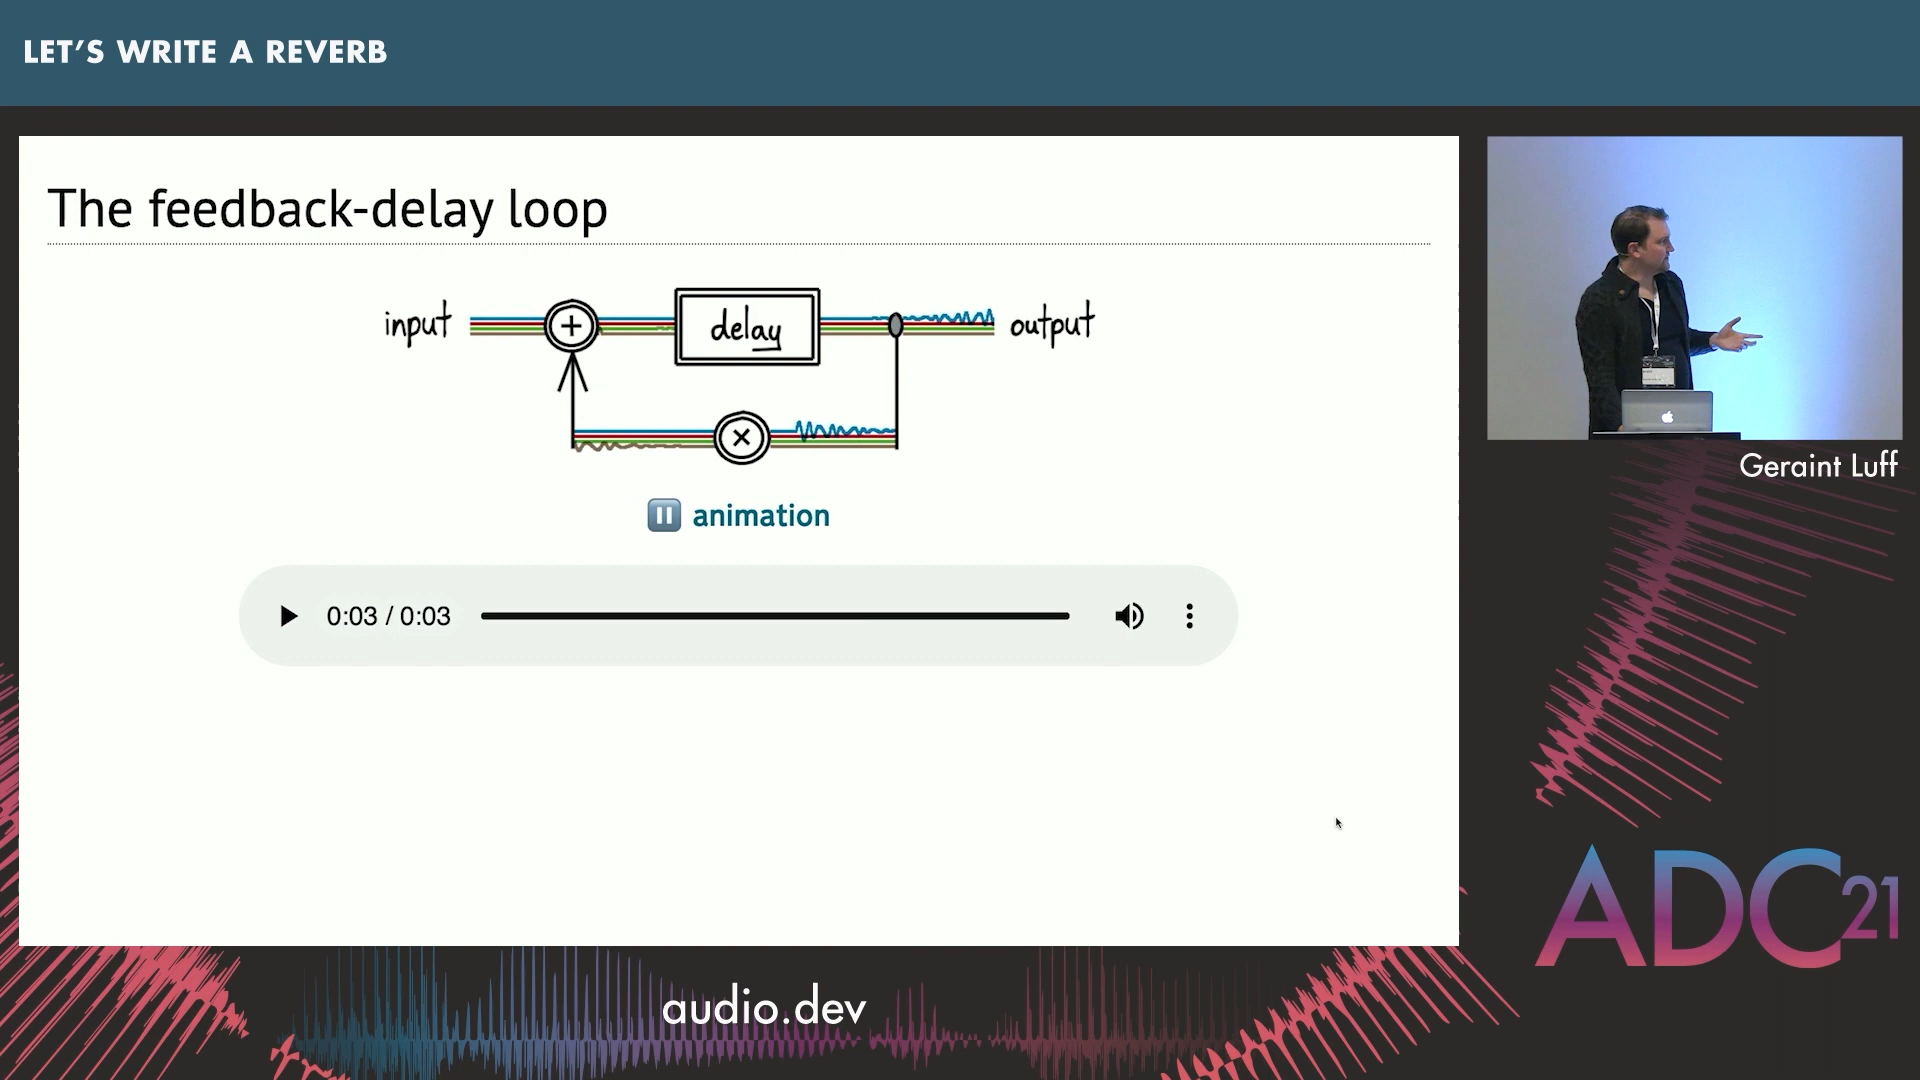 LET'S WRITE A REVERB
The feedback-delay loop
input
+
delay
output
×
animation
0:03 / 0:03
Geraint Luff
ADC21
audio.dev